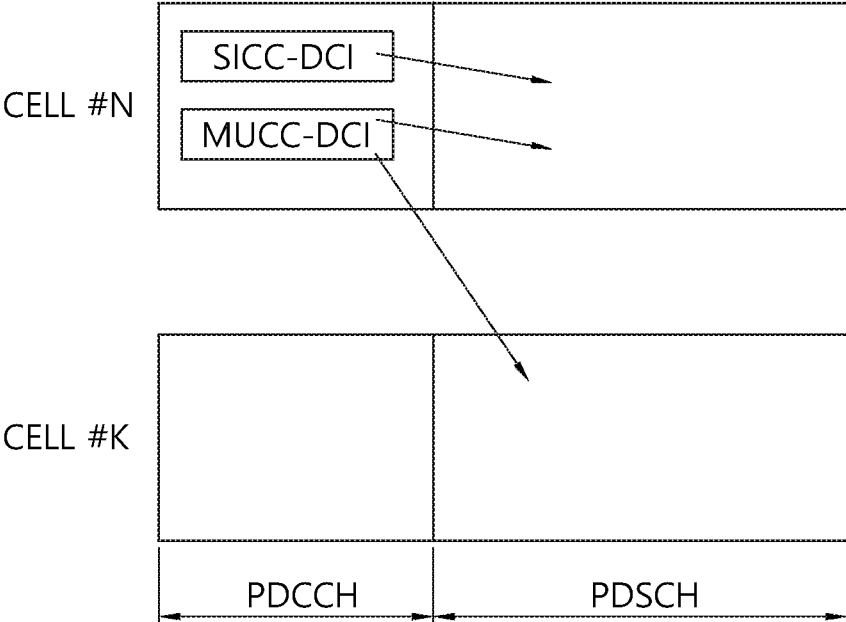 SICC-DCI
CELL #N
MUCC-DCI
CELL #K
PDCCH
PDSCH